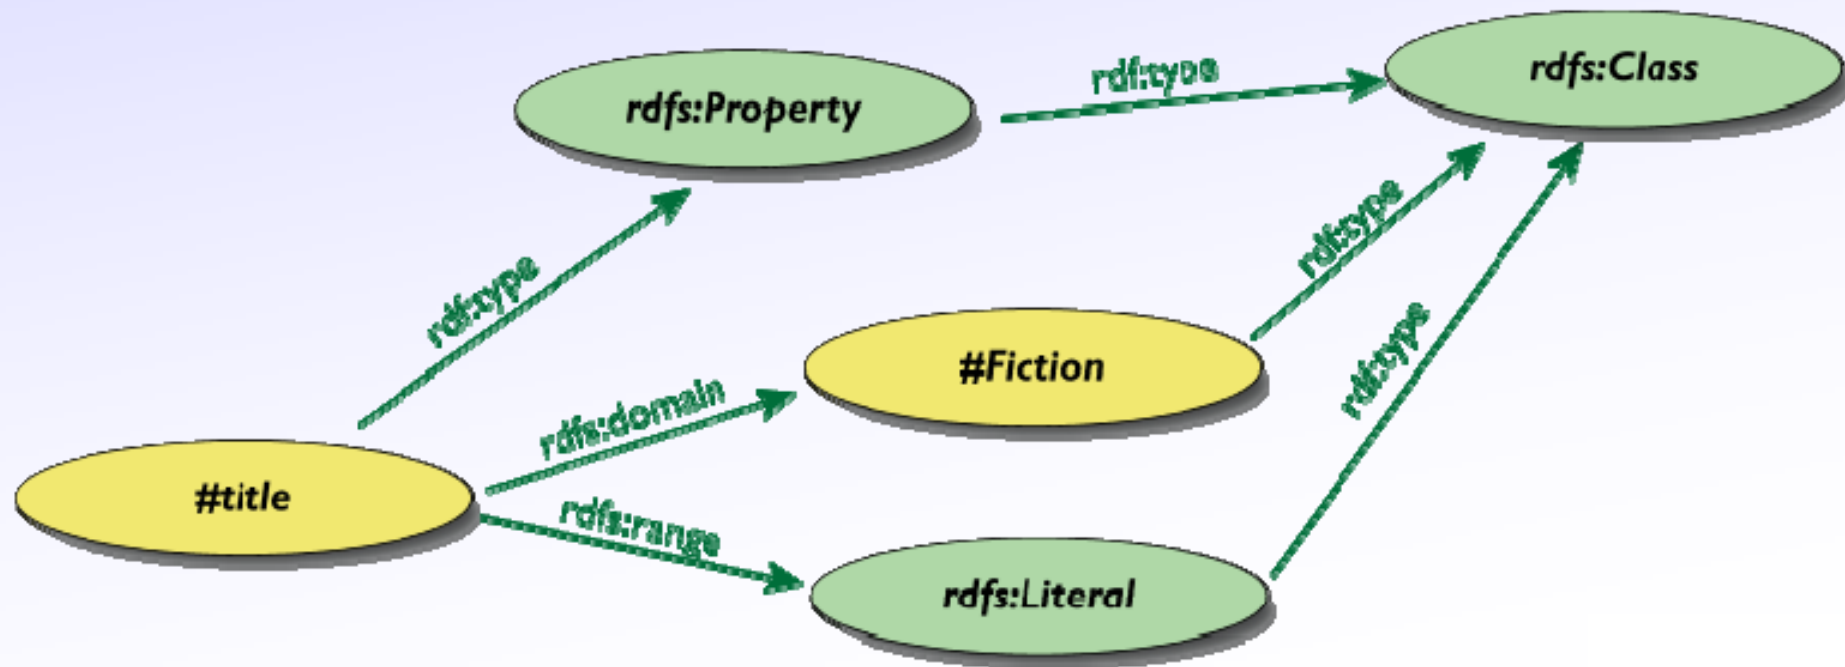 rdfs:Class
rdf:type
rdfs:Property
rdf:type
rdf:type
rdf:type
#Fiction
rdfs:domain
#title
rdfs:range
rdfs:Literal